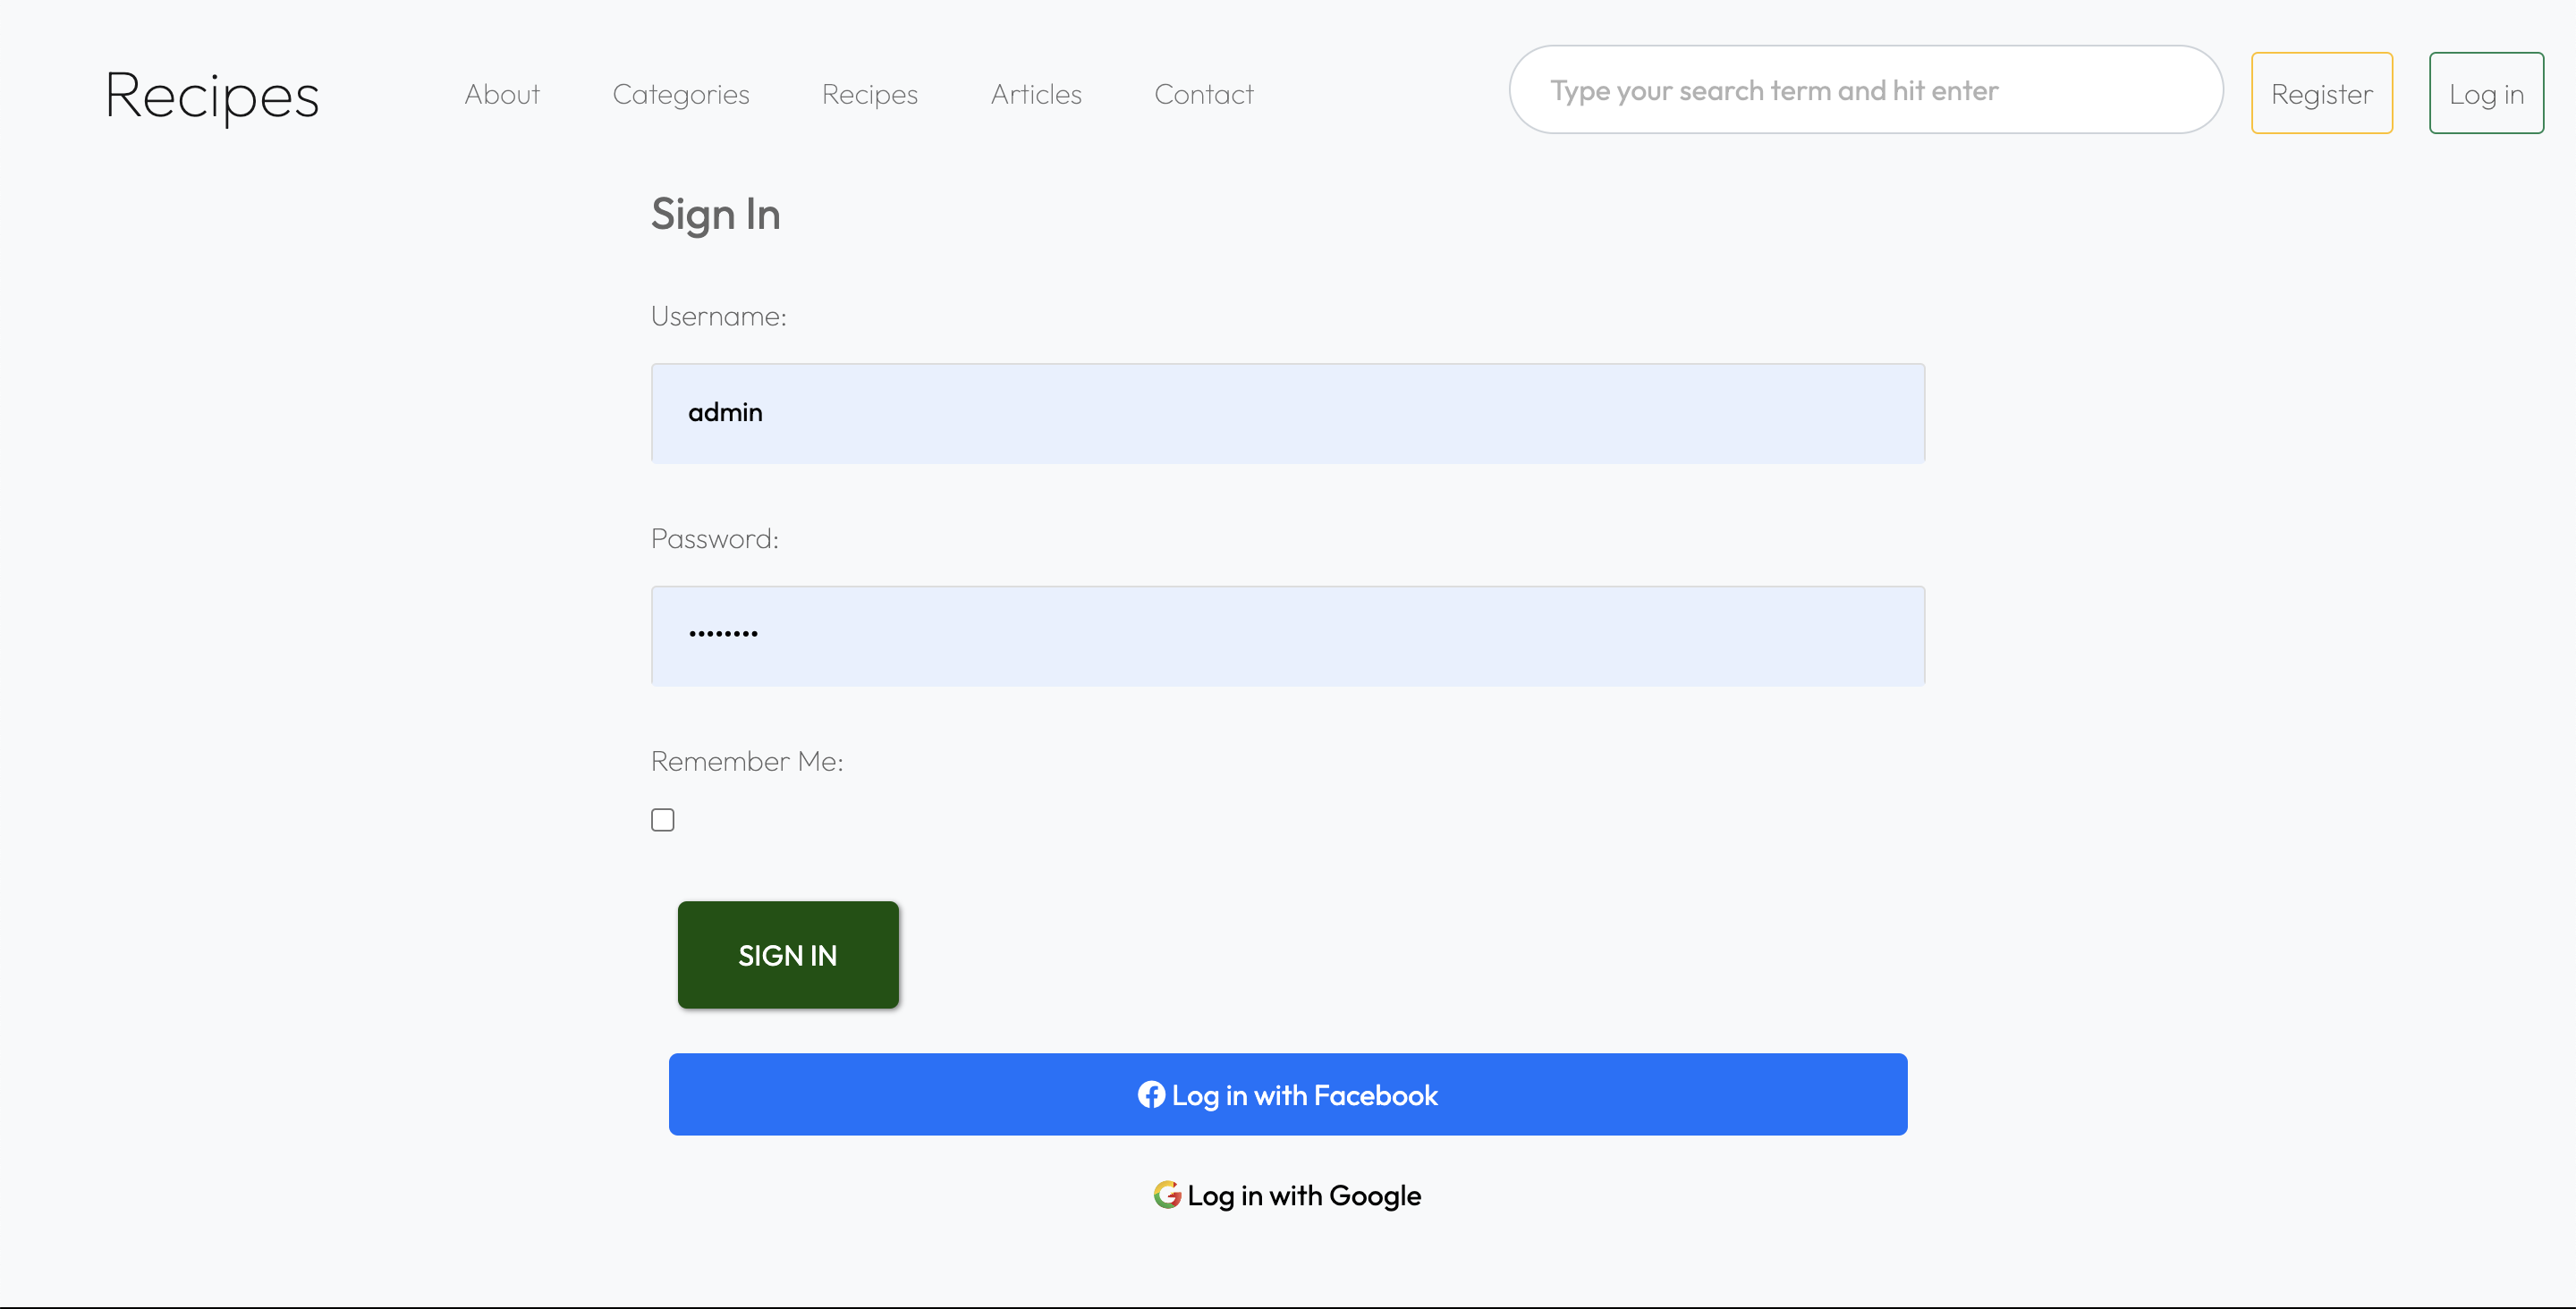 Recipes About Categories Recipes Articles Contact Type your search term and hit enter Register Log in
Sign In
Username:
admin
Password:
••••••••
Remember Me:
SIGN IN
Log in with Facebook
Log in with Google